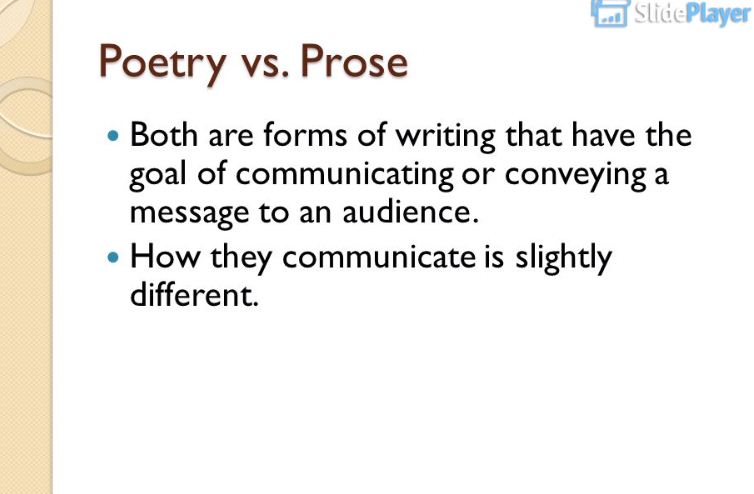 SlidePlayer
Poetry vs. Prose
Both are forms of writing that have the
goal of communicating or conveying a
message to an audience.
How they communicate is slightly
different.